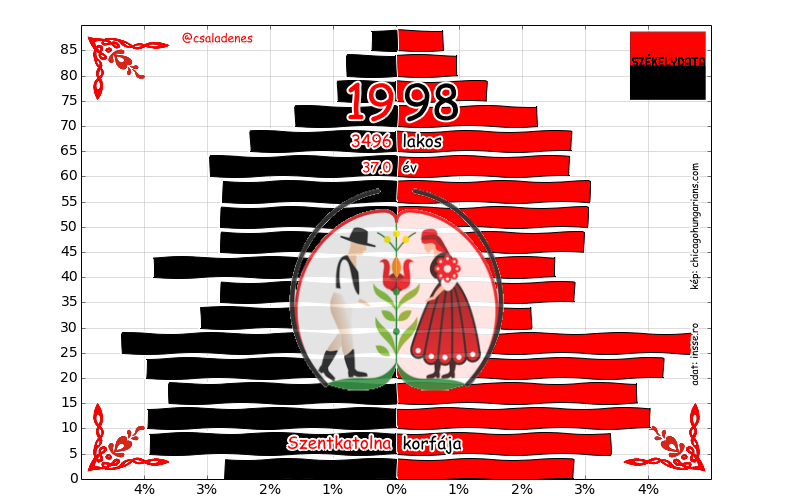 @csaladenes
SZÉKELYDATA
1998
3496 lakos
37.0 év
kép: chicagohungarians.com
adat: insse.ro
Szentkatolna korfája
85
80
75
70
65
60
55
50
45
40
35
30
25
20
15
10
5
0
4% 3% 2% 1% 0% 1% 2% 3% 4%